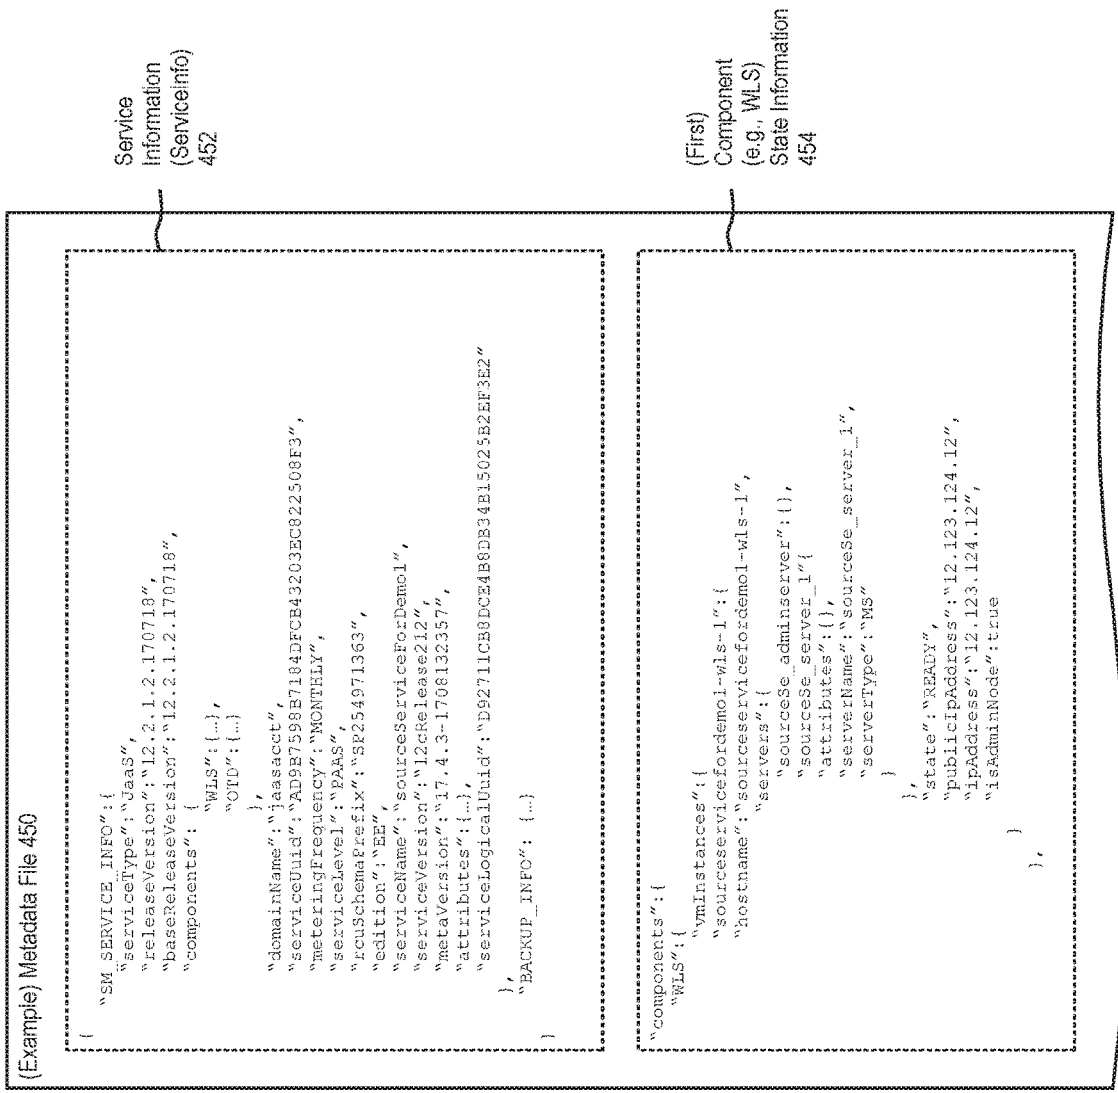 (Example) Metadata File 450
{
"SM_SERVICE_INFO":{
"serviceType":"JaaS",
"releaseVersion":"12.2.1.2.170718",
"baseReleaseVersion":"12.2.1.2.170718",
"components": {
"WLS":{…},
"OTD":{…}
},
"domainName":"jaasacct",
"serviceUuid":"AD9B7598B7184DFCB43203EC822508F3",
"meteringFrequency":"MONTHLY",
"serviceLevel":"PAAS",
"rcuSchemaPrefix":"SP254971363",
"edition":"EE",
"serviceName":"sourceServiceForDemo1",
"serviceVersion":"12cRelease212",
"metaVersion":"17.4.3-1708132357",
"attributes":{…},
"serviceLogicalUuid":"D92711CB8DCE4B8DB34B15025B2EF3E2"
},
"BACKUP_INFO": {…}
}
Service
Information
(ServiceInfo)
452
"components":{
"WLS":{
"vmInstances":{
"sourceservicefordemo1-wls-1":{
"hostname":"sourceservicefordemo1-wls-1",
"servers":{
"sourceSe_adminserver":{},
"sourceSe_server_1"{
"attributes":{},
"serverName":"sourceSe_server_1",
"serverType":"MS"
}
},
"state":"READY",
"publicIpAddress":"12.123.124.12",
"ipAddress":"12.123.124.12",
"isAdminNode":true
}
},
(First)
Component
(e.g., WLS)
State Information
454